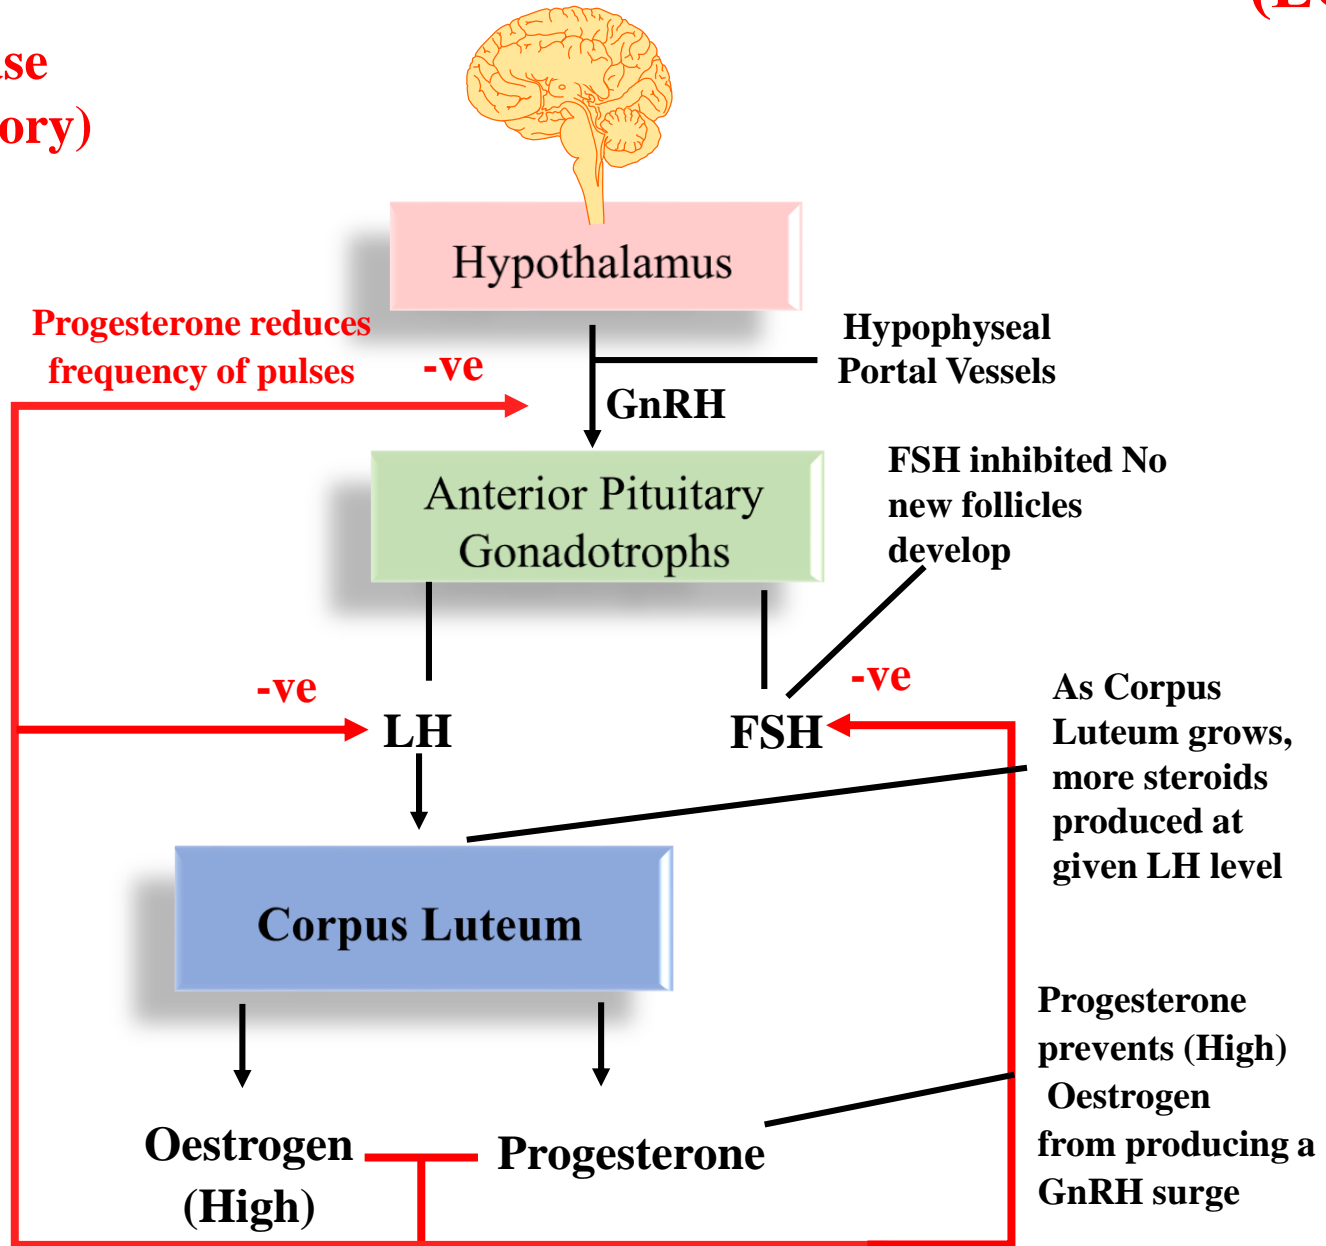 Hypothalamus
Progesterone reduces
frequency of pulses
-ve
Hypophyseal
Portal Vessels
GnRH
Anterior Pituitary
Gonadotrophs
FSH inhibited No
new follicles
develop
-ve
LH
FSH
-ve
As Corpus
Luteum grows,
more steroids
produced at
given LH level
Corpus Luteum
Progesterone
prevents (High)
Oestrogen
from producing a
GnRH surge
Oestrogen
(High)
Progesterone